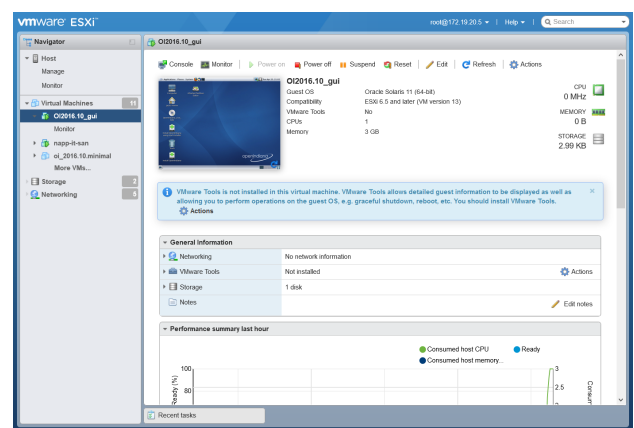 vmware® ESXi™
root@172.19.20.5 | Help | Search
Navigator
OI2016.10_gui
Host
Manage
Monitor
Virtual Machines 11
OI2016.10_gui
Monitor
napp-it-san
oi_2016.10.minimal
More VMs...
Storage 2
Networking 5
Console Monitor | Power on Power off Suspend Reset | Edit | Refresh | Actions
OI2016.10_gui
Guest OS Oracle Solaris 11 (64-bit)
Compatibility ESXi 6.5 and later (VM version 13)
VMware Tools No
CPUs 1
Memory 3 GB
CPU
0 MHz
MEMORY
0 B
STORAGE
2.99 KB
openindiana
VMware Tools is not installed in this virtual machine. VMware Tools allows detailed guest information to be displayed as well as
allowing you to perform operations on the guest OS, e.g. graceful shutdown, reboot, etc. You should install VMware Tools.
Actions
General Information
Networking No network information
VMware Tools Not installed Actions
Storage 1 disk
Notes Edit notes
Performance summary last hour
Consumed host CPU Ready
Consumed host memory...
100
80
Ready (%)
3
2.5
Consum
Recent tasks